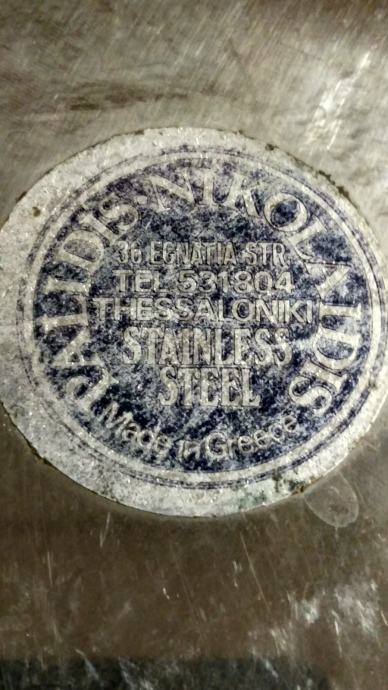 PALIDIS·NIKOLAIDIS
36 EGNATIA STR.
TEL 531804
THESSALONIKI
STAINLESS
STEEL
Made in Greece